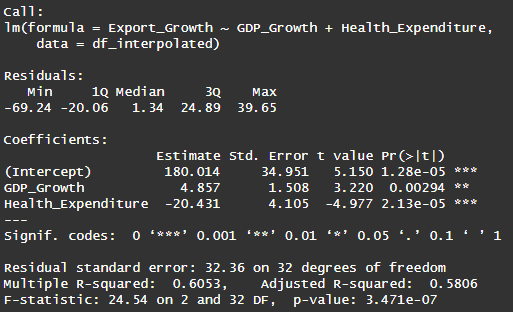 Call:
lm(formula = Export_Growth ~ GDP_Growth + Health_Expenditure,
    data = df_interpolated)

Residuals:
   Min     1Q Median     3Q    Max
-69.24 -20.06   1.34  24.89  39.65

Coefficients:
                   Estimate Std. Error t value Pr(>|t|)
(Intercept)         180.014     34.951   5.150 1.28e-05 ***
GDP_Growth            4.857      1.508   3.220  0.00294 **
Health_Expenditure  -20.431      4.105  -4.977 2.13e-05 ***
---
Signif. codes:  0 ‘***’ 0.001 ‘**’ 0.01 ‘*’ 0.05 ‘.’ 0.1 ‘ ’ 1

Residual standard error: 32.36 on 32 degrees of freedom
Multiple R-squared:  0.6053,    Adjusted R-squared:  0.5806
F-statistic: 24.54 on 2 and 32 DF,  p-value: 3.471e-07